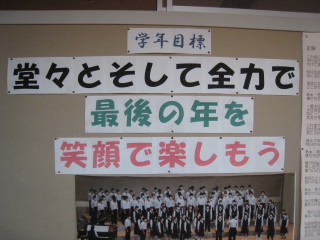 学年目標
堂々とそして全力で
最後の年を
笑顔で楽しもう